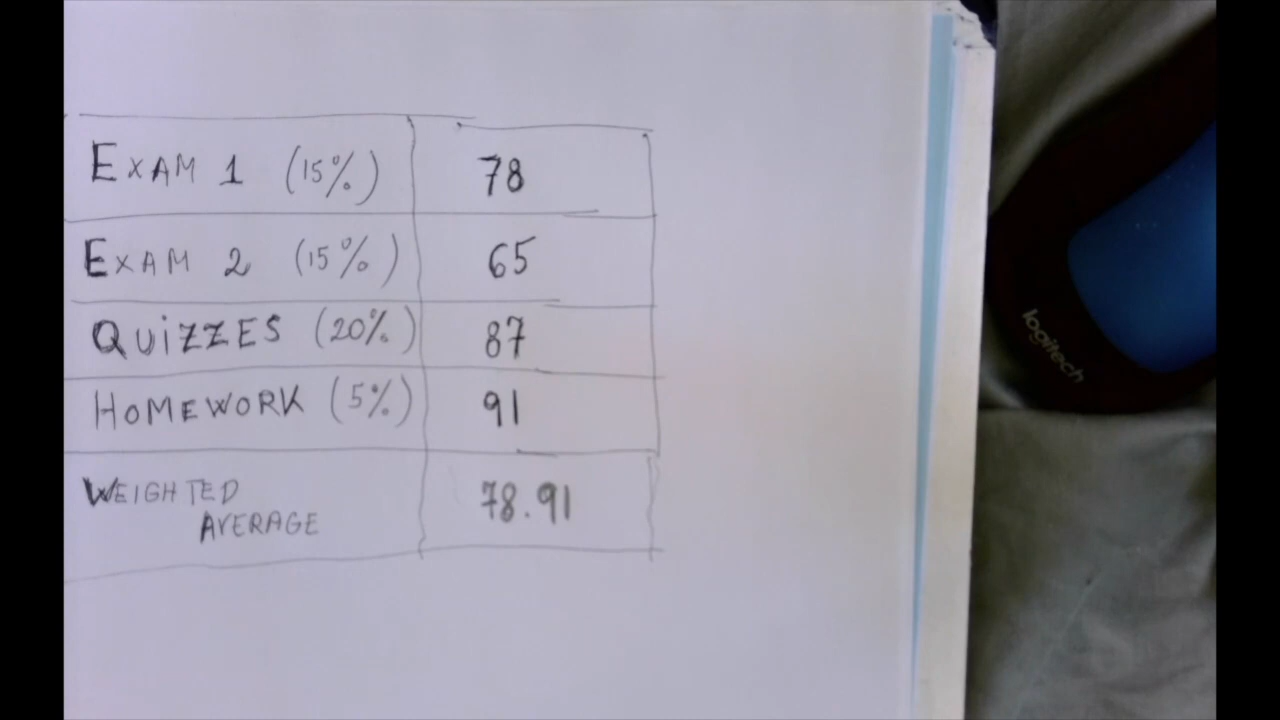 EXAM 1 (15%) 78
EXAM 2 (15%) 65
QUiZZES (20%) 87
HOMEWORK (5%) 91
WEIGHTED
AVERAGE 78.91
logitech